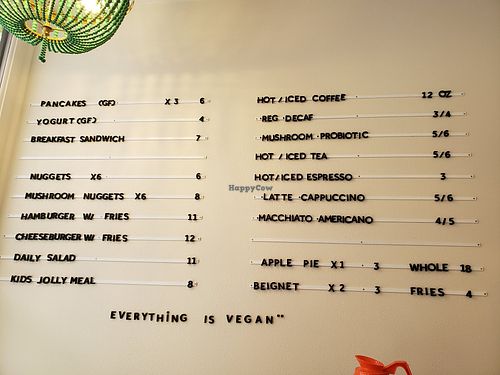 PANCAKES (GF) X3 6
YOGURT (GF) 4
BREAKFAST SANDWICH 7
NUGGETS X6 6
MUSHROOM NUGGETS X6 8
HAMBURGER W/ FRIES 11
CHEESEBURGER W/ FRIES 12
DAILY SALAD 11
KIDS JOLLY MEAL 8
HOT / ICED COFFEE 12 OZ
·REG ·DECAF 3/4
·MUSHROOM ·PROBIOTIC 5/6
HOT / ICED TEA 5/6
HOT / ICED ESPRESSO 3
·LATTE ·CAPPUCCINO 5/6
·MACCHIATO ·AMERICANO 4/5
APPLE PIE X1 · 3 WHOLE 18
BEIGNET X2 · 3 FRIES 4
EVERYTHING IS VEGAN**
HappyCow